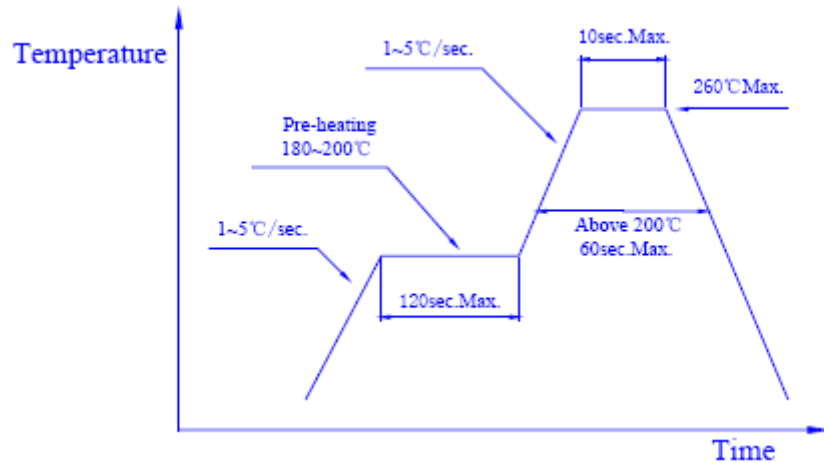 10sec.Max.
Temperature
1~5℃/sec.
260℃Max.
Pre-heating
180~200℃
1~5℃/sec.
Above 200℃
60sec.Max.
120sec.Max.
Time